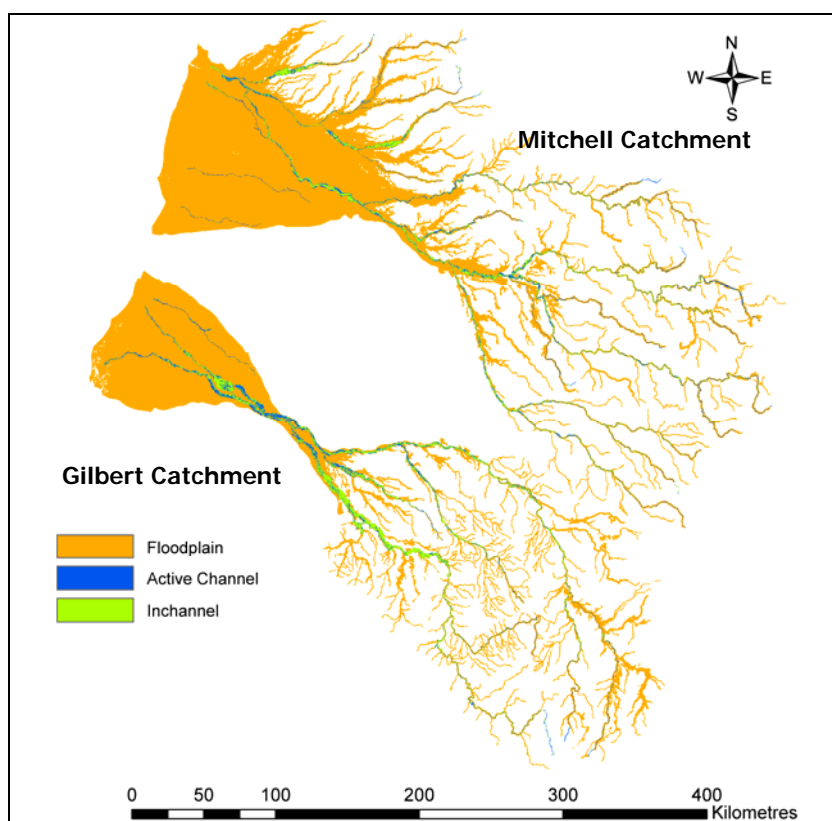 N
W E
S
Mitchell Catchment
Gilbert Catchment
Floodplain
Active Channel
Inchannel
0 50 100 200 300 400
Kilometres